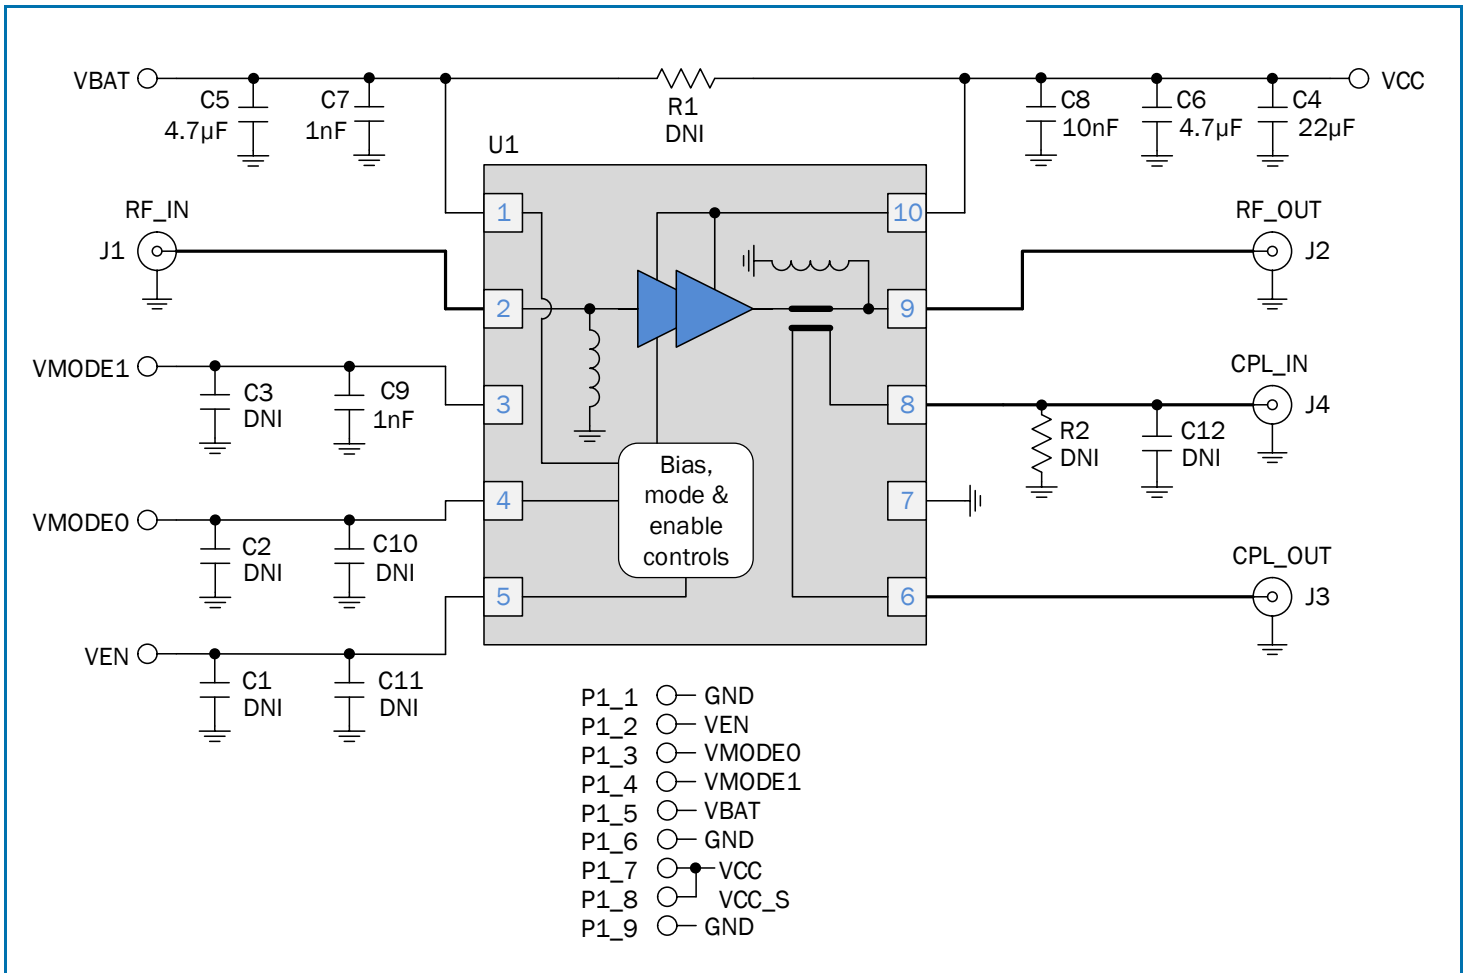 VBAT
C5
4.7µF
C7
1nF
R1
DNI
C8
10nF
C6
4.7µF
C4
22µF
VCC
U1
RF_IN
J1
1
10
RF_OUT
J2
2
9
VMODE1
C3
DNI
C9
1nF
3
8
CPL_IN
J4
R2
DNI
C12
DNI
Bias,
mode &
enable
controls
VMODE0
C2
DNI
C10
DNI
4
7
5
6
CPL_OUT
J3
VEN
C1
DNI
C11
DNI
P1_1 GND
P1_2 VEN
P1_3 VMODE0
P1_4 VMODE1
P1_5 VBAT
P1_6 GND
P1_7 VCC
P1_8 VCC_S
P1_9 GND